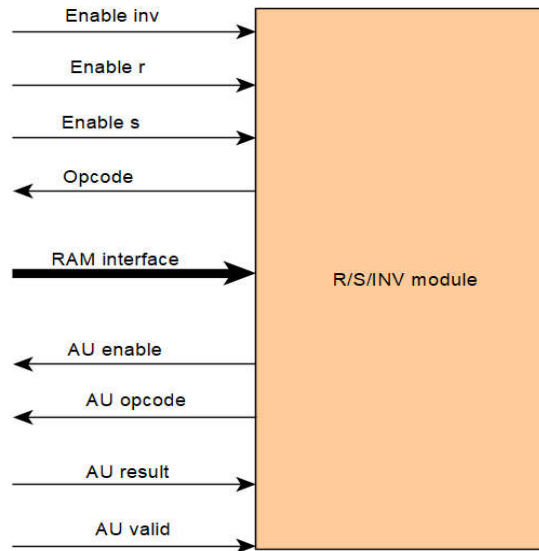 Enable inv
Enable r
Enable s
Opcode
RAM interface
R/S/INV module
AU enable
AU opcode
AU result
AU valid